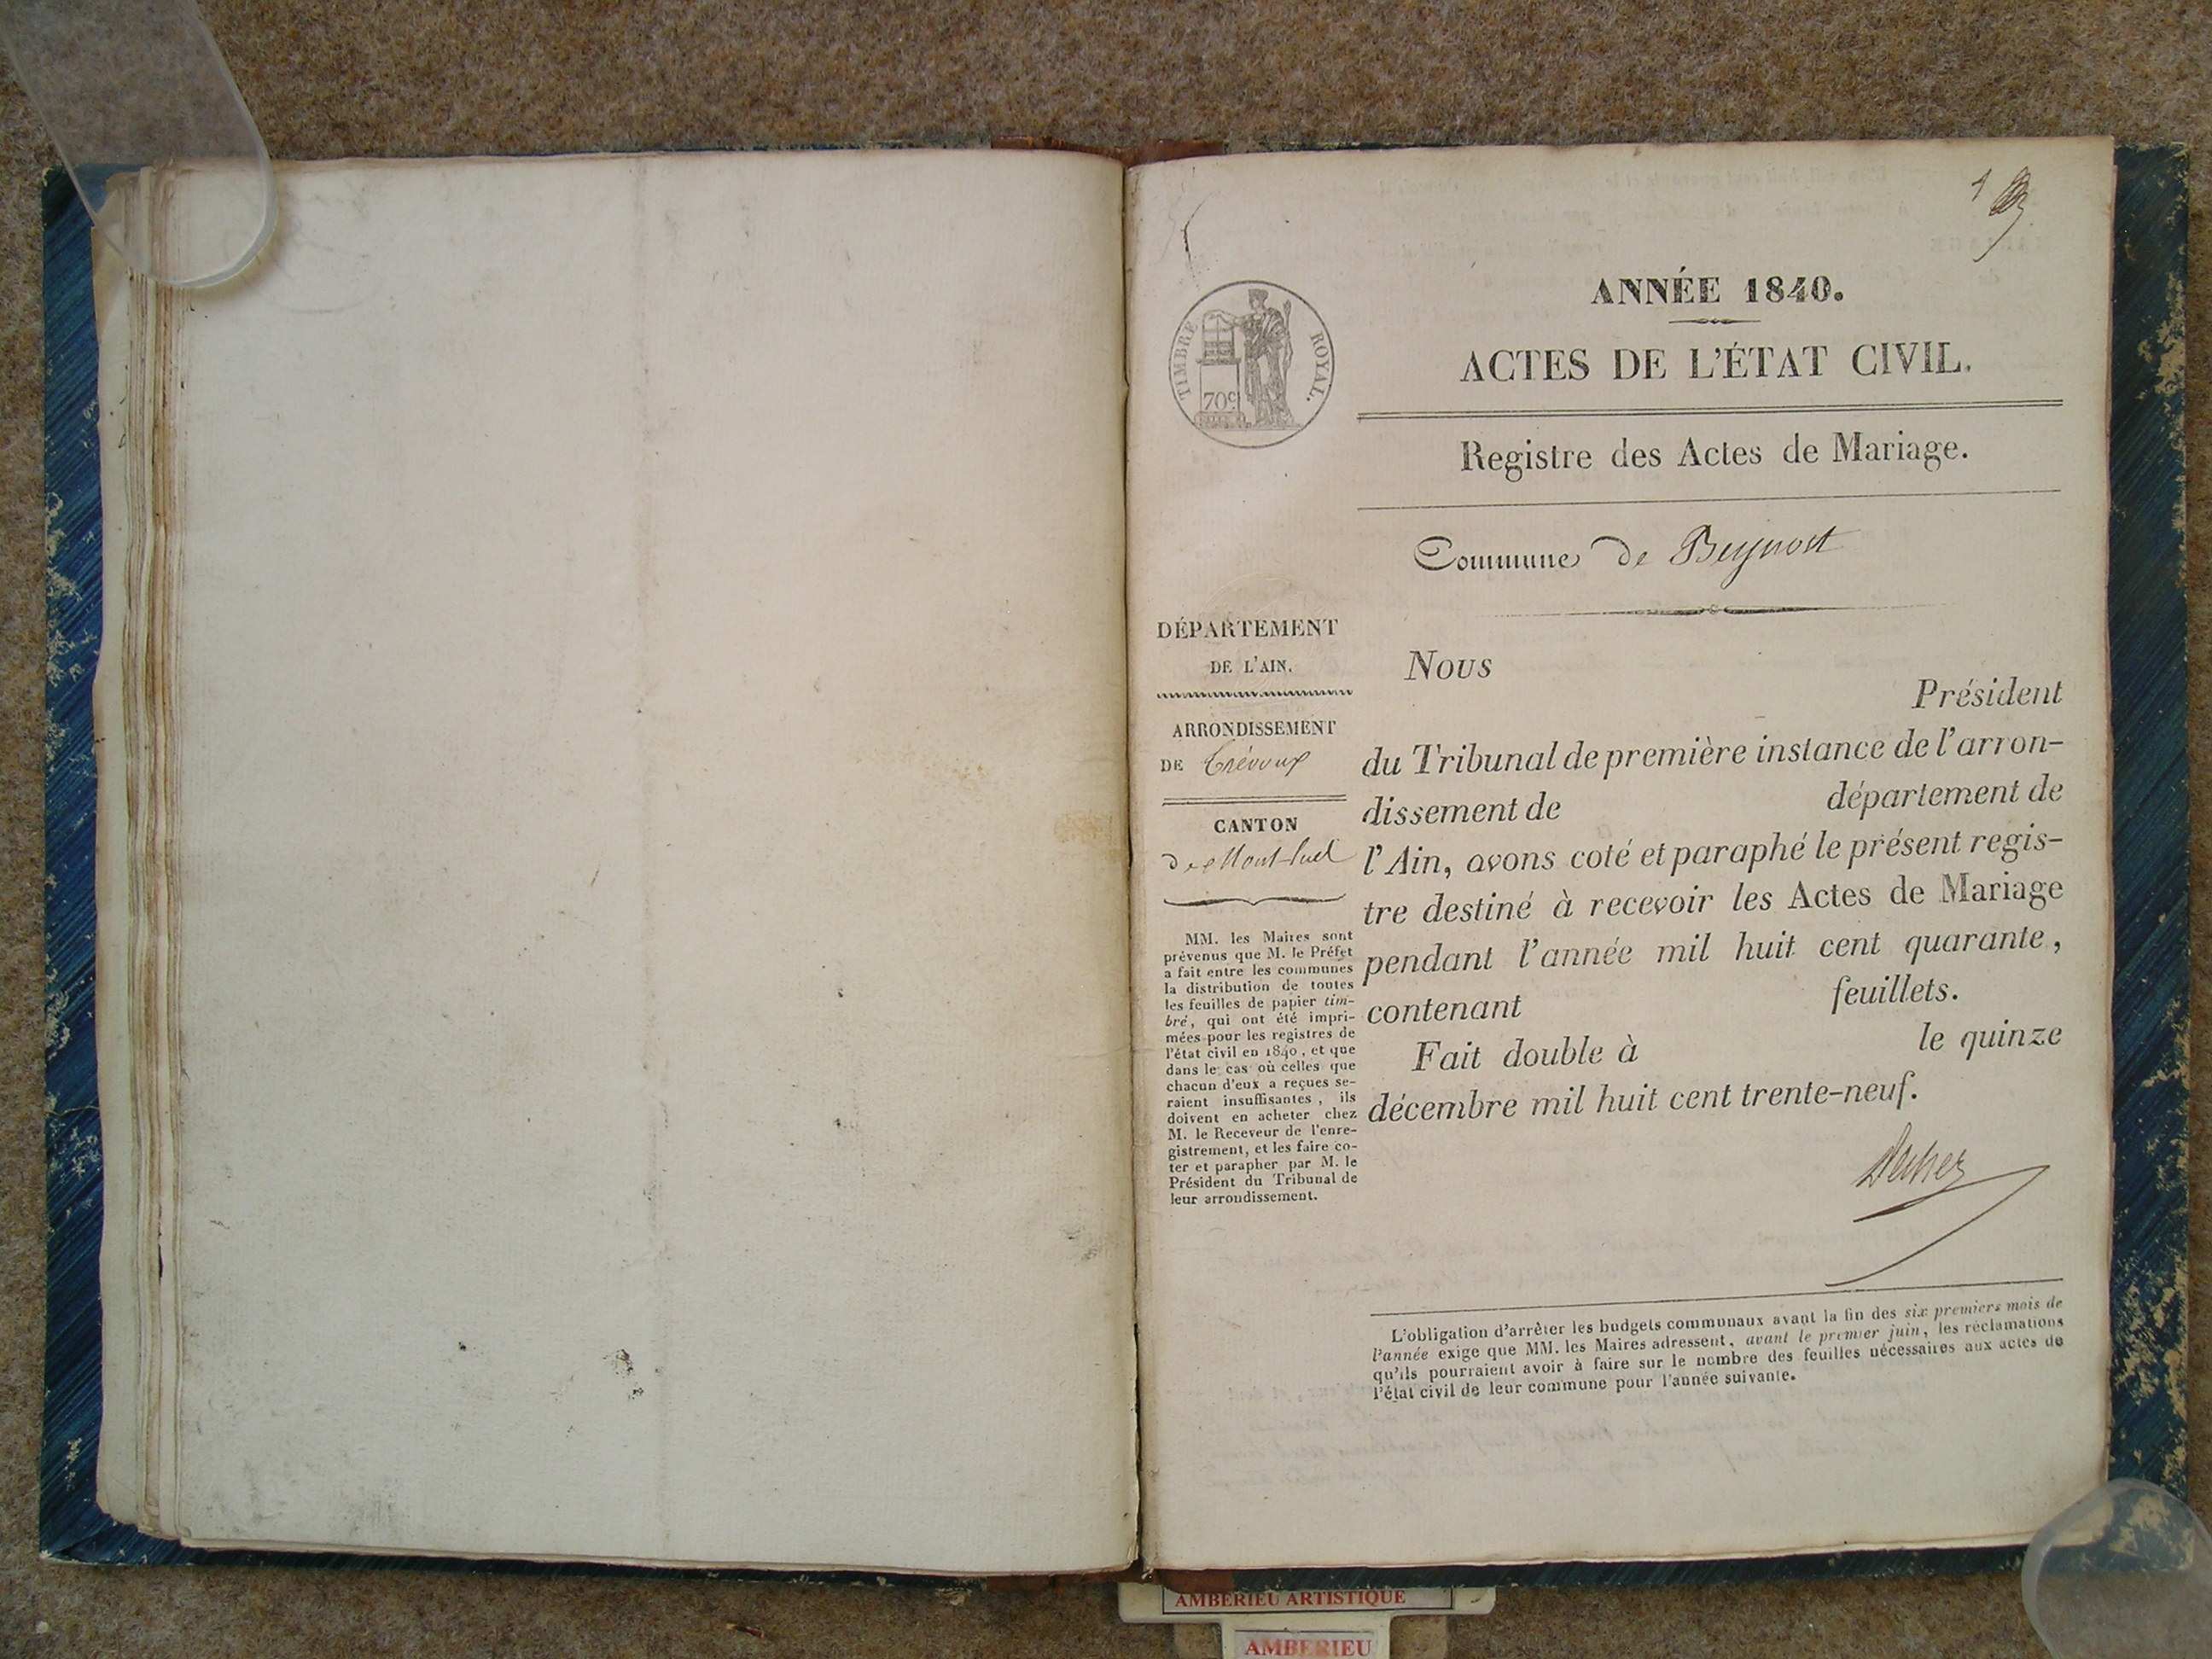 1
ANNÉE 1840.
TIMBRE ROYAL.
70c
ACTES DE L'ÉTAT CIVIL.
Registre des Actes de Mariage.
Commune de Beynost
DÉPARTEMENT
DE L'AIN.
ARRONDISSEMENT
DE Trévoux
CANTON
de Montluel
MM. les Maires sont
prévenus que M. le Préfet
a fait entre les communes
la distribution de toutes
les feuilles de papier tim-
bré, qui ont été impri-
mées pour les registres de
l'état civil en 1840, et que
dans le cas où celles que
chacun d'eux a reçues se-
raient insuffisantes, ils
doivent en acheter chez
M. le Receveur de l'enre-
gistrement, et les faire co-
ter et parapher par M. le
Président du Tribunal de
leur arrondissement.
Nous
Président
du Tribunal de première instance de l'arron-
dissement de département de
l'Ain, avons coté et paraphé le présent regis-
tre destiné à recevoir les Actes de Mariage
pendant l'année mil huit cent quarante,
contenant feuillets.
Fait double à le quinze
décembre mil huit cent trente-neuf.
L'obligation d'arrêter les budgets communaux avant la fin des six premiers mois de
l'année exige que MM. les Maires adressent, avant le premier juin, les réclamations
qu'ils pourraient avoir à faire sur le nombre des feuilles nécessaires aux actes de
l'état civil de leur commune pour l'année suivante.
AMBERIEU ARTISTIQUE
AMBERIEU